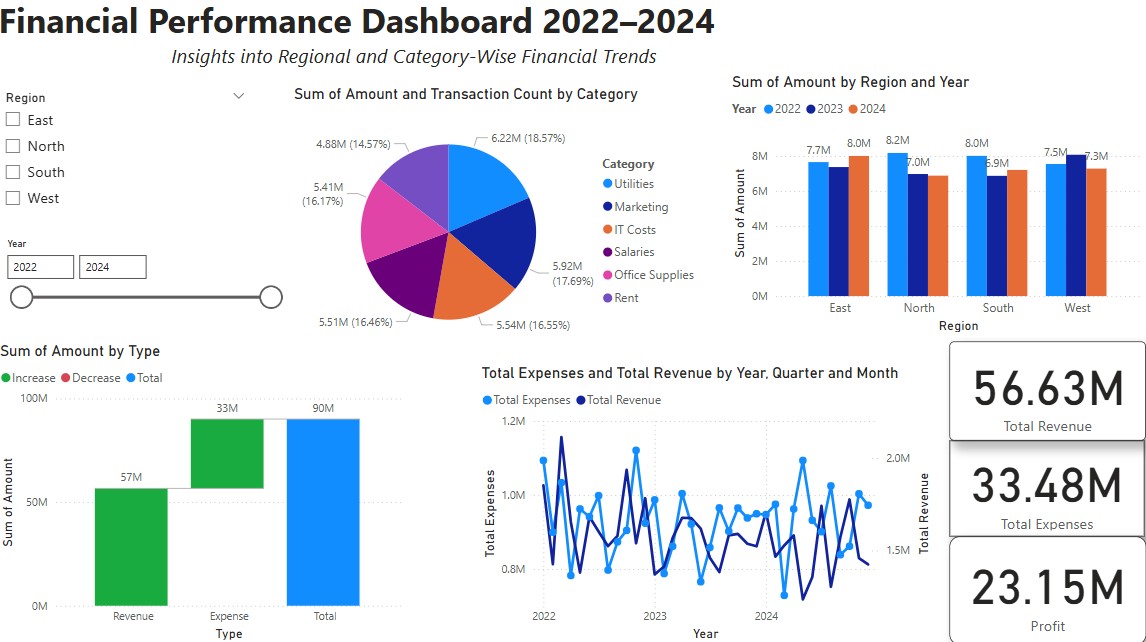 Financial Performance Dashboard 2022–2024
Insights into Regional and Category-Wise Financial Trends
Region
East
North
South
West
Year
2022 2024
Sum of Amount and Transaction Count by Category
6.22M (18.57%)
5.92M
(17.69%)
5.54M (16.55%)
5.51M (16.46%)
5.41M
(16.17%)
4.88M (14.57%)
Category
Utilities
Marketing
IT Costs
Salaries
Office Supplies
Rent
Sum of Amount by Region and Year
Year 2022 2023 2024
Sum of Amount
8M
6M
4M
2M
0M
7.7M 8.0M 8.2M 7.0M 8.0M 6.9M 7.5M 7.3M
East North South West
Region
Sum of Amount by Type
Increase Decrease Total
Sum of Amount
100M
50M
0M
57M 33M 90M
Revenue Expense Total
Type
Total Expenses and Total Revenue by Year, Quarter and Month
Total Expenses Total Revenue
Total Expenses
1.2M
1.0M
0.8M
2.0M
1.5M
Total Revenue
2022 2023 2024
Year
56.63M
Total Revenue
33.48M
Total Expenses
23.15M
Profit